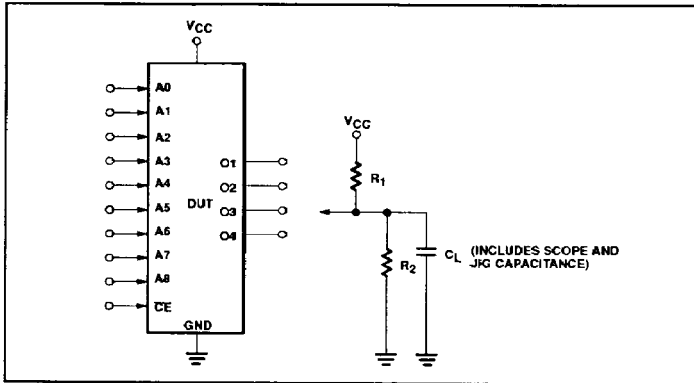 VCC
A0
A1
A2
A3
A4
A5
A6
A7
A8
CE
DUT
O1
O2
O3
O4
GND
VCC
R1
R2
CL (INCLUDES SCOPE AND
JIG CAPACITANCE)